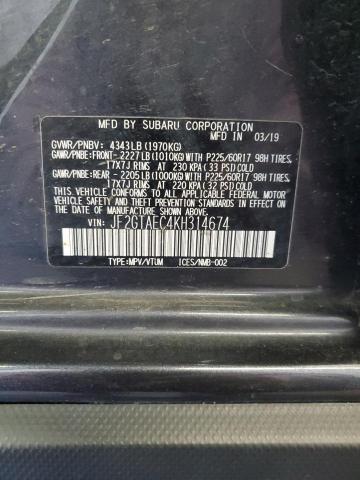 MFD BY SUBARU CORPORATION 03/19
GVWR/PNBV: 4343LB (1970KG)
GAWR/PNBE:FRONT-2227LB(1010KG)WITH P225/60R17 98H TIRES,
17X7J RIMS AT 230 KPA (33 PSI)COLD
GAWR/PNBE:REAR - 2205LB(1000KG)WITH P225/60R17 98H TIRES,
17X7J RIMS AT 220 KPA (32 PSI)COLD
THIS VEHICLE CONFORMS TO ALL APPLICABLE FEDERAL MOTOR
VEHICLE SAFETY, BUMPER, AND THEFT PREVENTION STANDARDS
IN EFFECT ON THE DATE OF MANUFACTURE SHOWN ABOVE.
VIN: JF2GTAEC4KH314674
TYPE:MPV/VTUM ICES/NMB-002